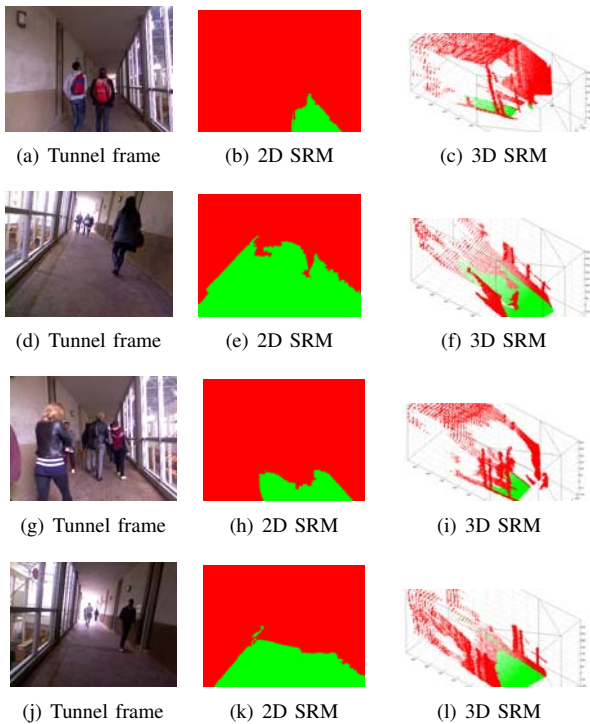 (a) Tunnel frame
(b) 2D SRM
(c) 3D SRM
(d) Tunnel frame
(e) 2D SRM
(f) 3D SRM
(g) Tunnel frame
(h) 2D SRM
(i) 3D SRM
(j) Tunnel frame
(k) 2D SRM
(l) 3D SRM